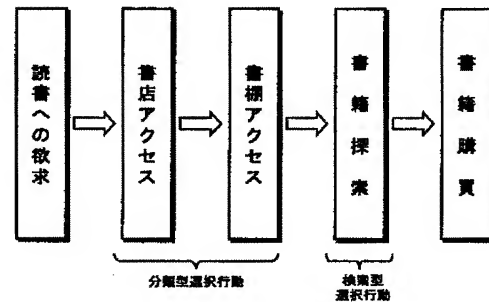 読書への欲求
書店アクセス
書棚アクセス
書籍探索
書籍購買
分類型選択行動
検索型
選択行動